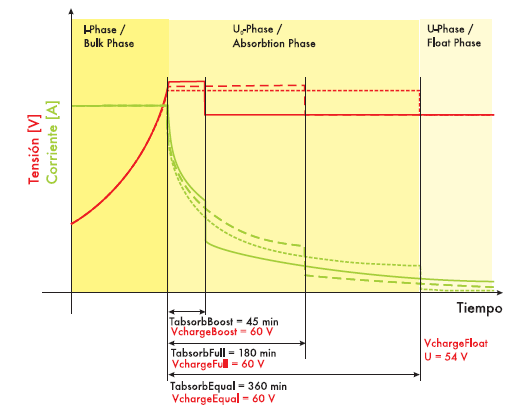 I-Phase /
Bulk Phase
U₀-Phase /
Absorbtion Phase
U-Phase /
Float Phase
Tensión [V]
Corriente [A]
Tiempo
TabsorbBoost = 45 min
VchargeBoost = 60 V
TabsorbFull = 180 min
VchargeFull = 60 V
TabsorbEqual = 360 min
VchargeEqual = 60 V
VchargeFloat
U = 54 V